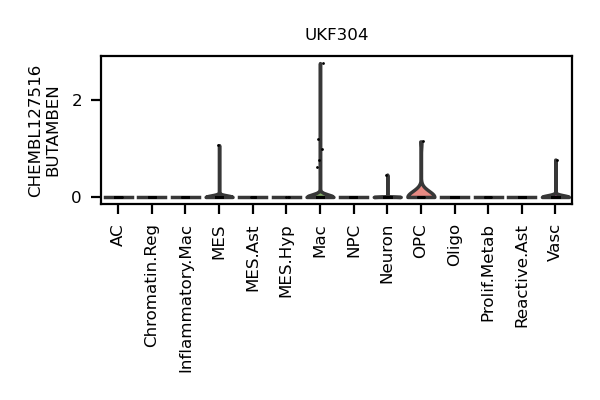 UKF304
CHEMBL127516
BUTAMBEN
2
0
AC
Chromatin.Reg
Inflammatory.Mac
MES
MES.Ast
MES.Hyp
Mac
NPC
Neuron
OPC
Oligo
Prolif.Metab
Reactive.Ast
Vasc